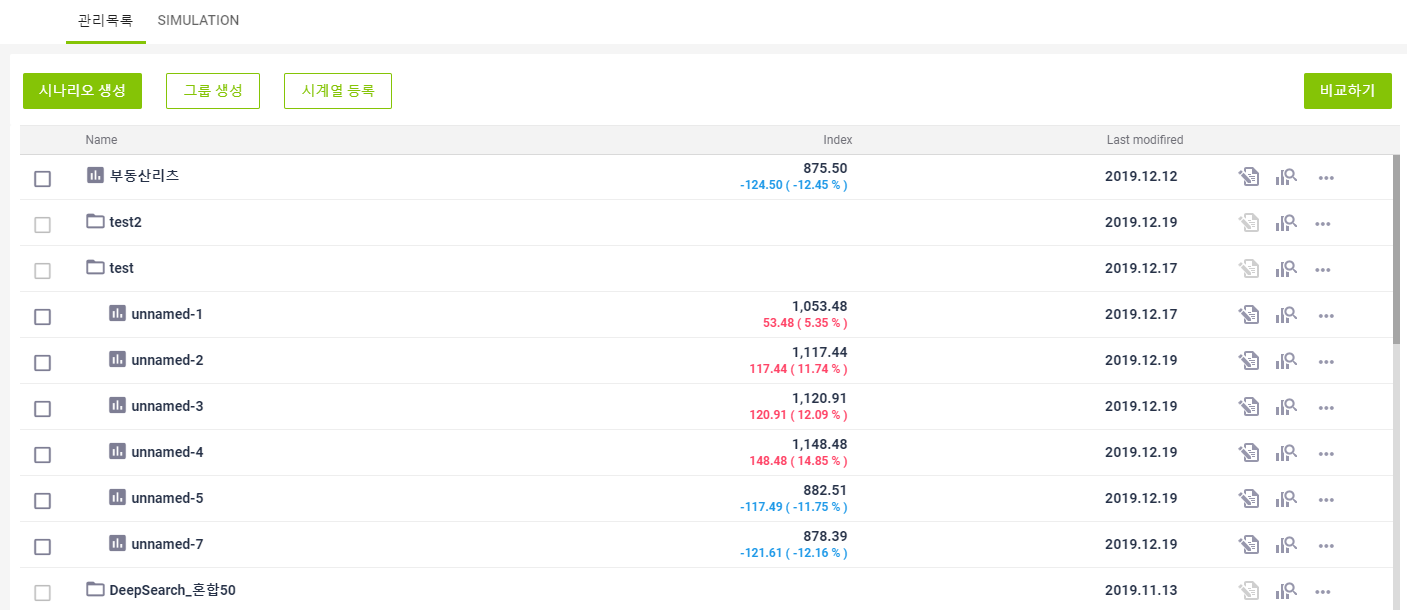 관리목록 SIMULATION
시나리오 생성 그룹 생성 시계열 등록 비교하기
Name Index Last modifired
부동산리츠 875.50 2019.12.12
-124.50 ( -12.45 % )
test2 2019.12.19
test 2019.12.17
unnamed-1 1,053.48 2019.12.17
53.48 ( 5.35 % )
unnamed-2 1,117.44 2019.12.19
117.44 ( 11.74 % )
unnamed-3 1,120.91 2019.12.19
120.91 ( 12.09 % )
unnamed-4 1,148.48 2019.12.19
148.48 ( 14.85 % )
unnamed-5 882.51 2019.12.19
-117.49 ( -11.75 % )
unnamed-7 878.39 2019.12.19
-121.61 ( -12.16 % )
DeepSearch_혼합50 2019.11.13